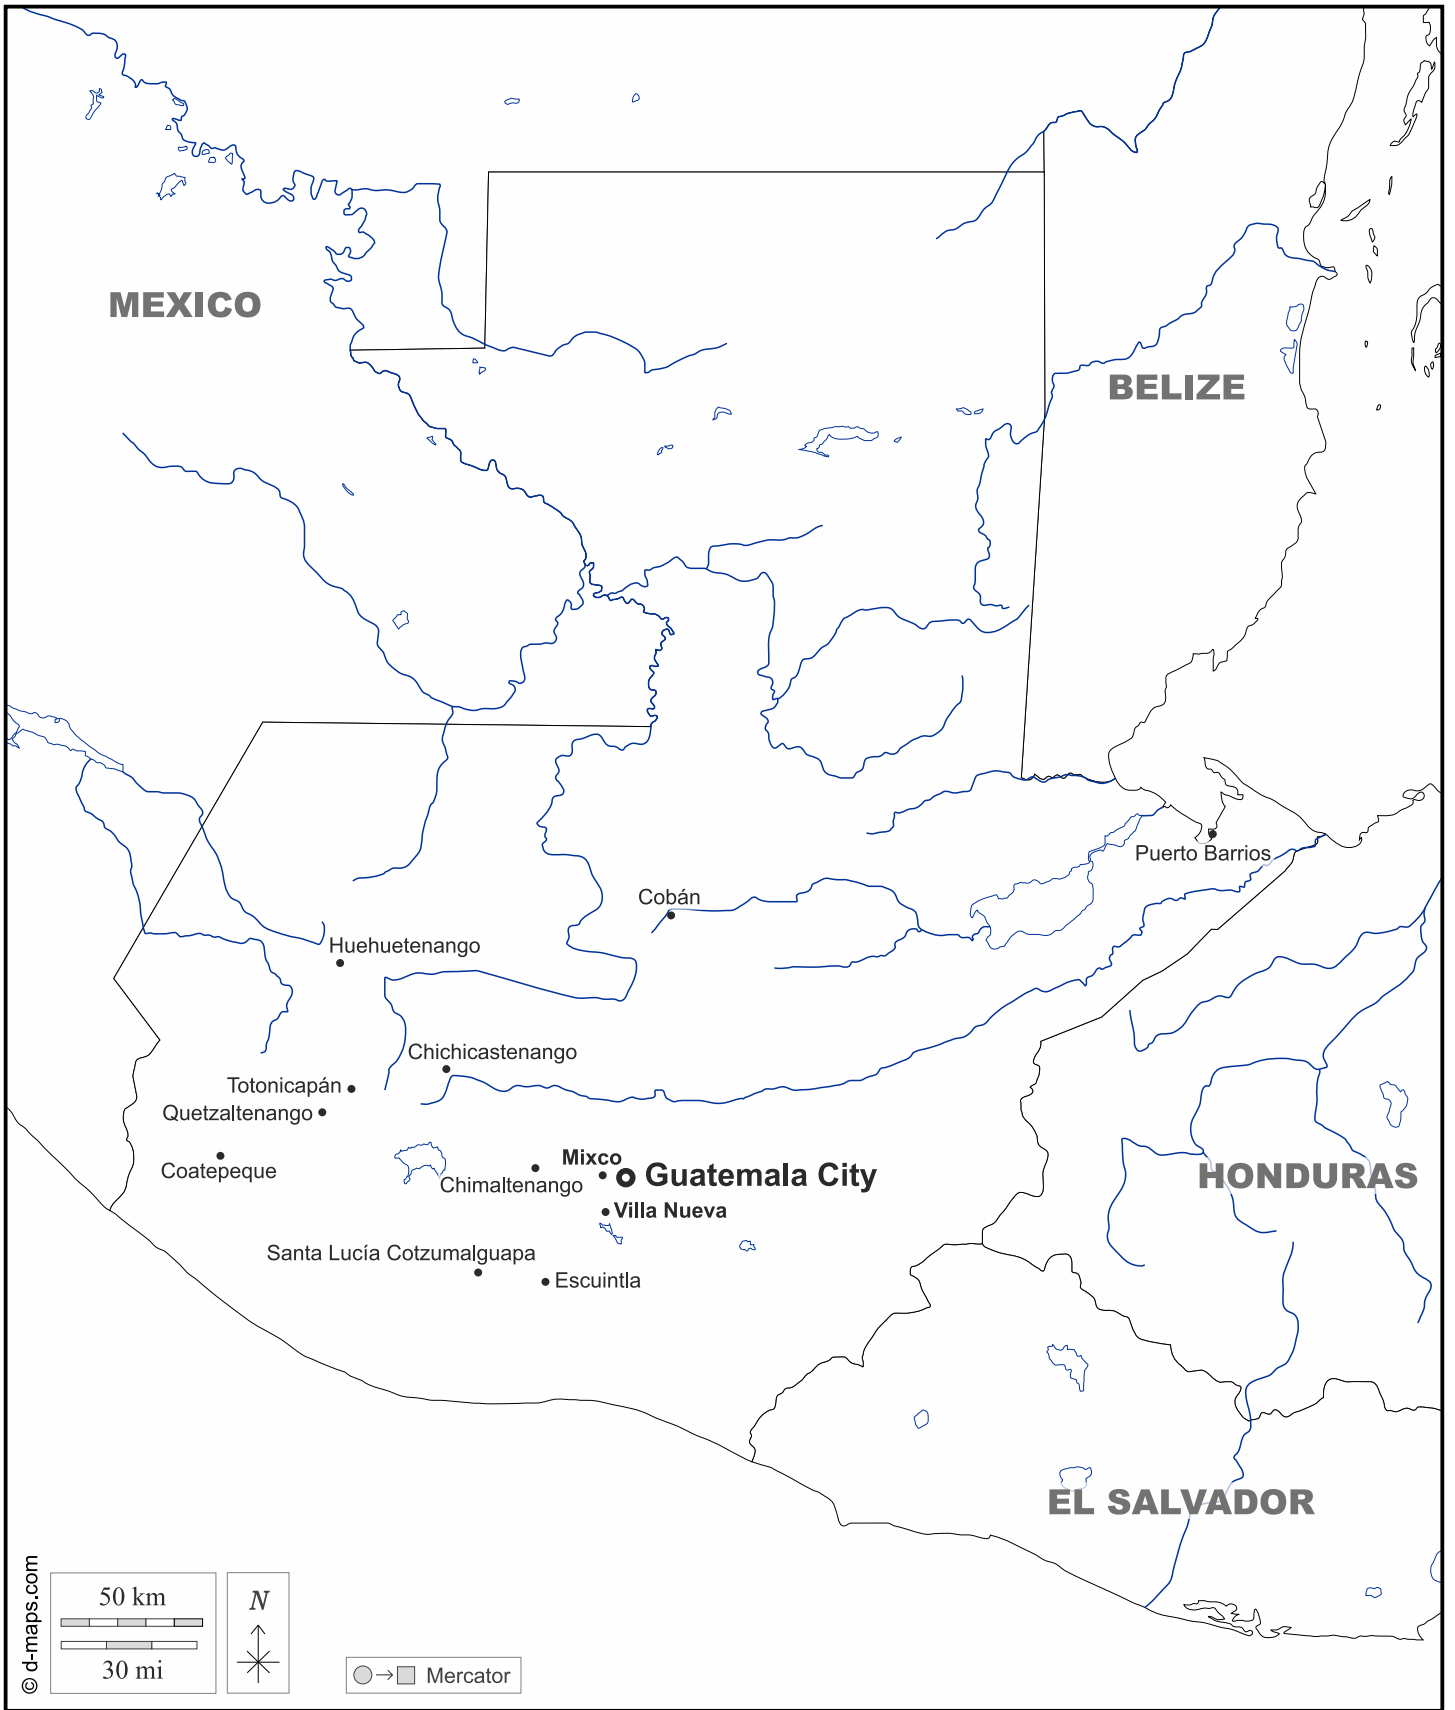 MEXICO
BELIZE
Puerto Barrios
Cobán
Huehuetenango
Chichicastenango
Totonicapán
Quetzaltenango
Coatepeque
Mixco
Guatemala City
Chimaltenango
HONDURAS
Villa Nueva
Santa Lucía Cotzumalguapa
Escuintla
EL SALVADOR
© d-maps.com
50 km
30 mi
N
Mercator